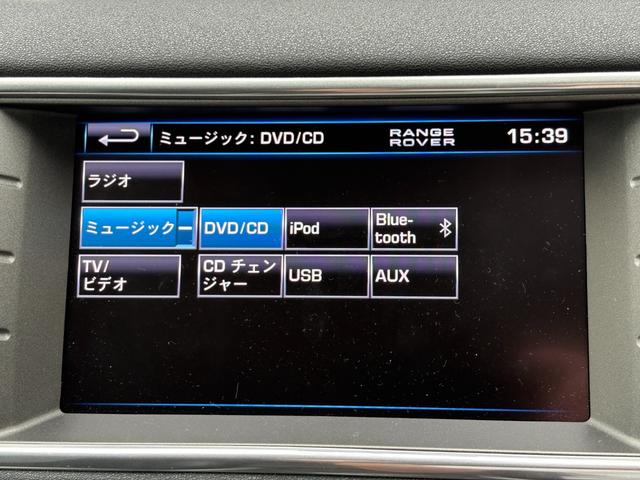 ミュージック: DVD/CD
RANGE
ROVER
15:39
ラジオ
ミュージック
DVD/CD
iPod
Blue-
tooth
TV/
ビデオ
CD チェン
ジャー
USB
AUX